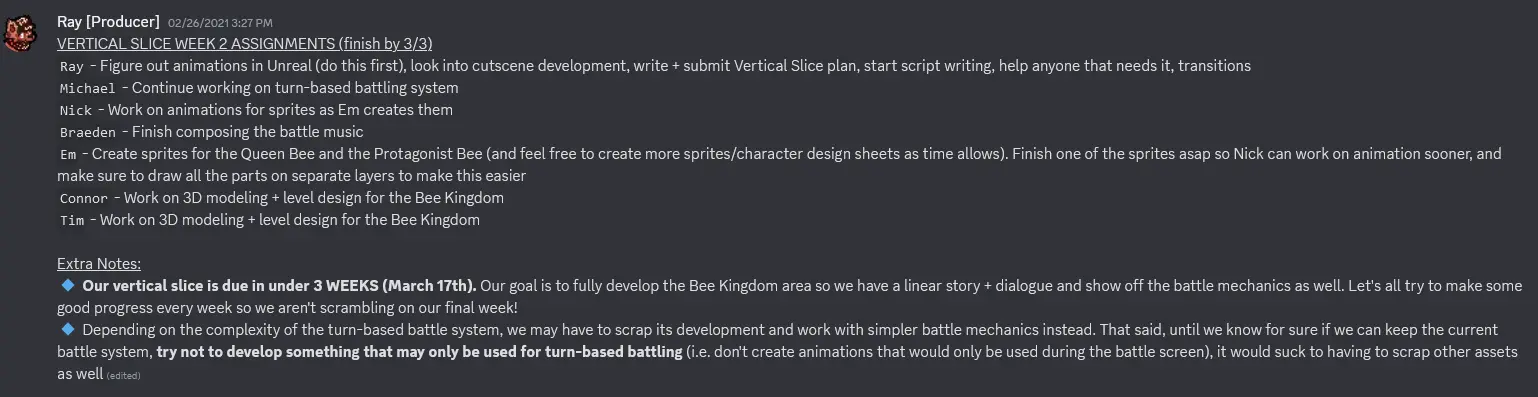 Ray [Producer] 02/26/2021 3:27 PM
VERTICAL SLICE WEEK 2 ASSIGNMENTS (finish by 3/3)
Ray - Figure out animations in Unreal (do this first), look into cutscene development, write + submit Vertical Slice plan, start script writing, help anyone that needs it, transitions
Michael - Continue working on turn-based battling system
Nick - Work on animations for sprites as Em creates them
Braeden - Finish composing the battle music
Em - Create sprites for the Queen Bee and the Protagonist Bee (and feel free to create more sprites/character design sheets as time allows). Finish one of the sprites asap so Nick can work on animation sooner, and
make sure to draw all the parts on separate layers to make this easier
Connor - Work on 3D modeling + level design for the Bee Kingdom
Tim - Work on 3D modeling + level design for the Bee Kingdom
Extra Notes:
🔹 Our vertical slice is due in under 3 WEEKS (March 17th). Our goal is to fully develop the Bee Kingdom area so we have a linear story + dialogue and show off the battle mechanics as well. Let's all try to make some
good progress every week so we aren't scrambling on our final week!
🔹 Depending on the complexity of the turn-based battle system, we may have to scrap its development and work with simpler battle mechanics instead. That said, until we know for sure if we can keep the current
battle system, try not to develop something that may only be used for turn-based battling (i.e. don't create animations that would only be used during the battle screen), it would suck to having to scrap other assets
as well (edited)